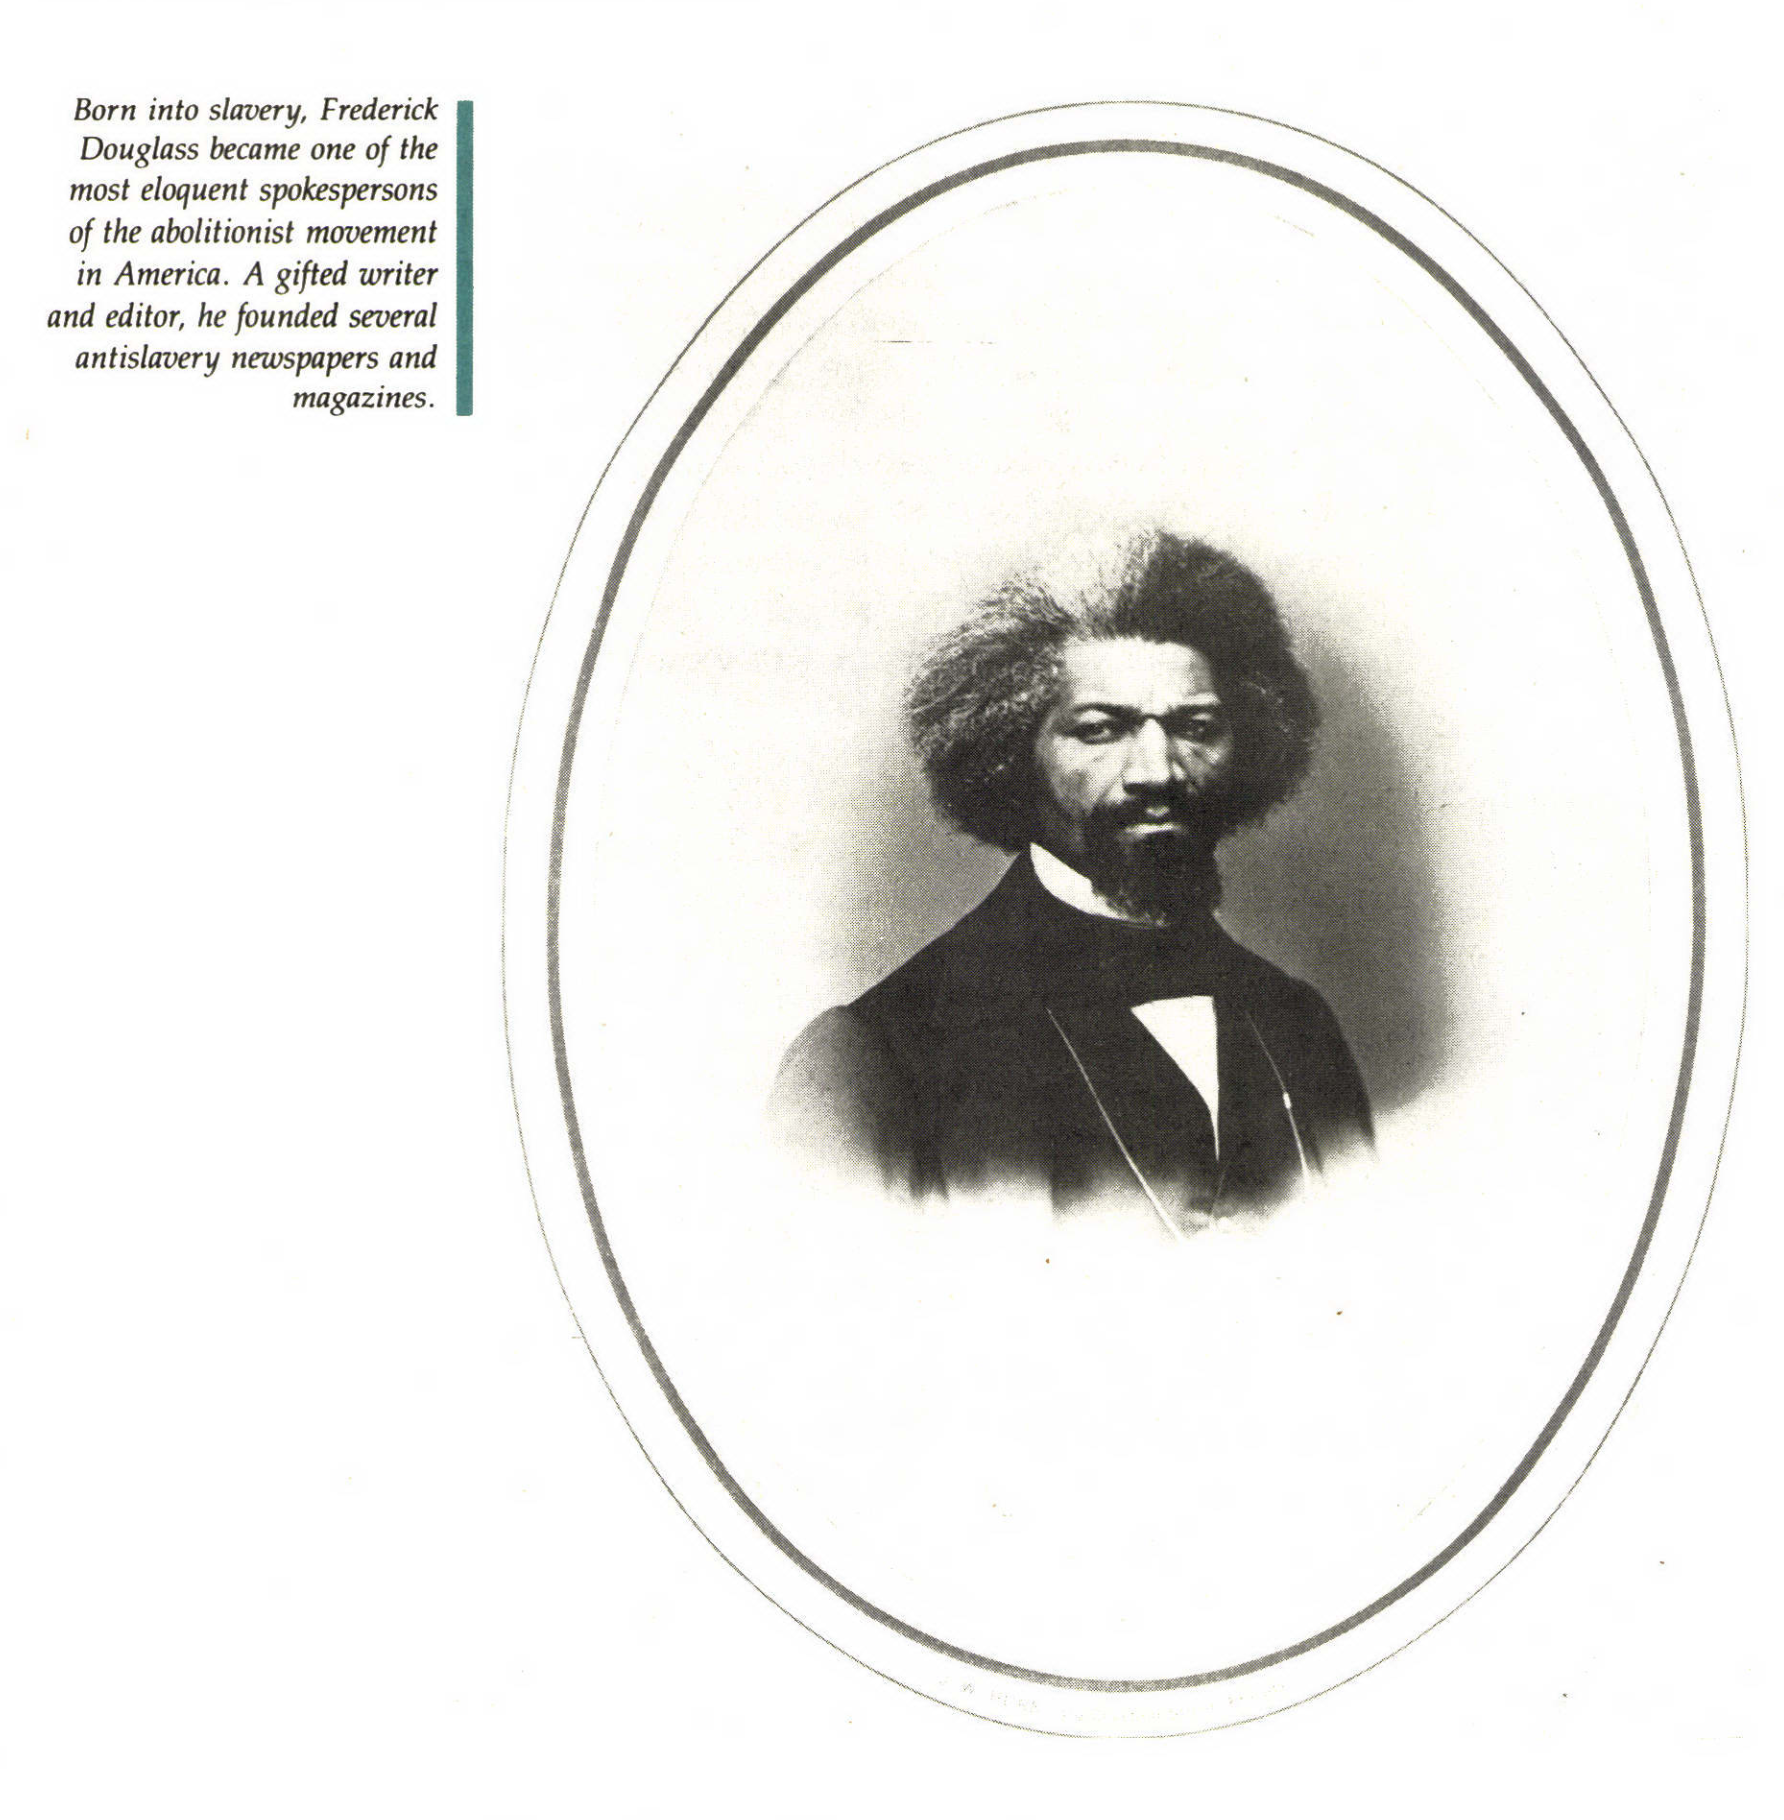 Born into slavery, Frederick
Douglass became one of the
most eloquent spokespersons
of the abolitionist movement
in America. A gifted writer
and editor, he founded several
antislavery newspapers and
magazines.